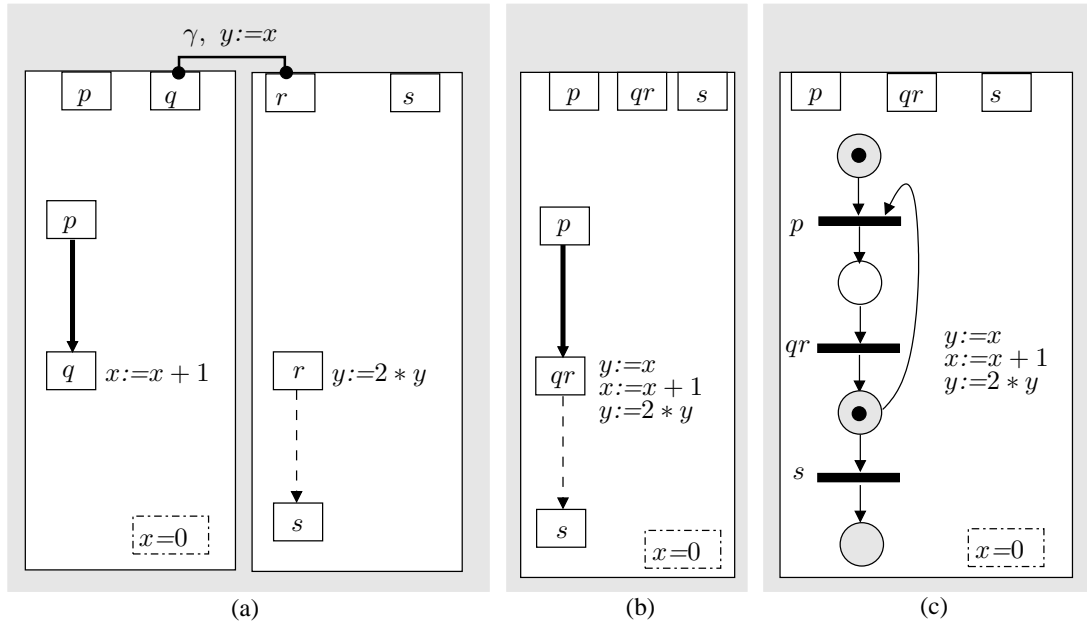 γ, y:=x
p
q
r
s
p
q
x:=x + 1
r
y:=2 ∗ y
s
x=0
(a)
p
qr
s
p
qr
y:=x
x:=x + 1
y:=2 ∗ y
s
x=0
(b)
p
qr
s
p
qr
y:=x
x:=x + 1
y:=2 ∗ y
s
x=0
(c)